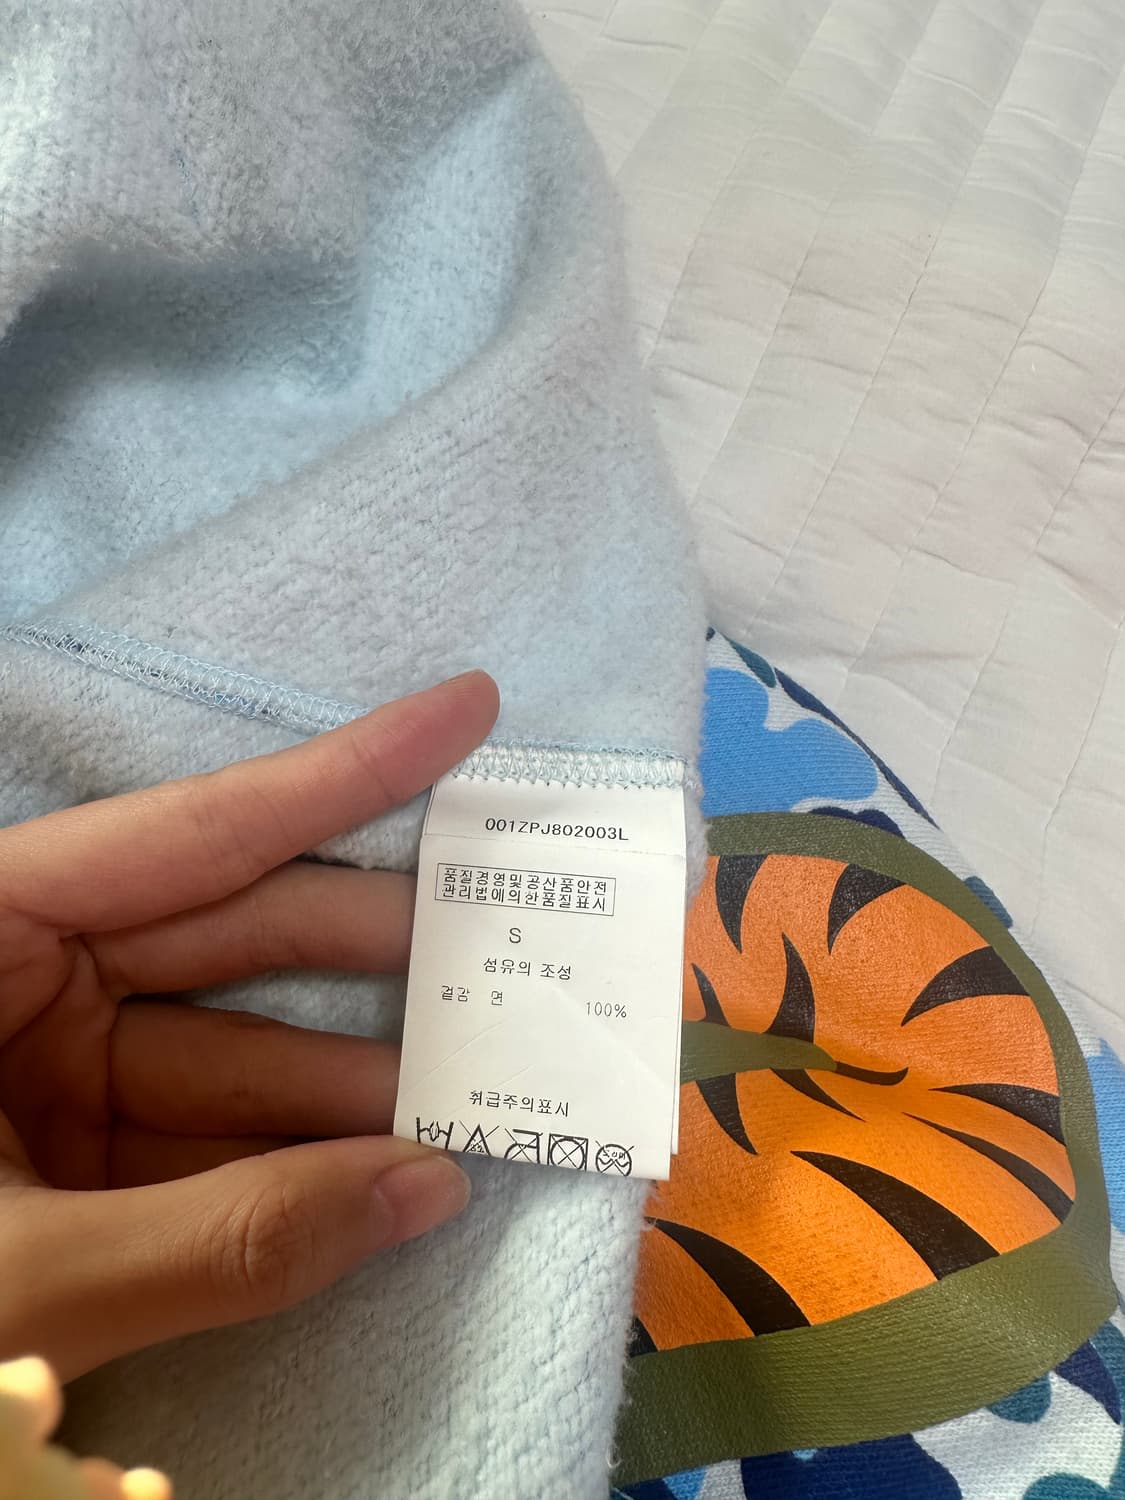 001ZPJ802003L
품질경영및공산품안전
관리법에의한품질표시
S
섬유의 조성
겉감 면 100%
취급주의표시